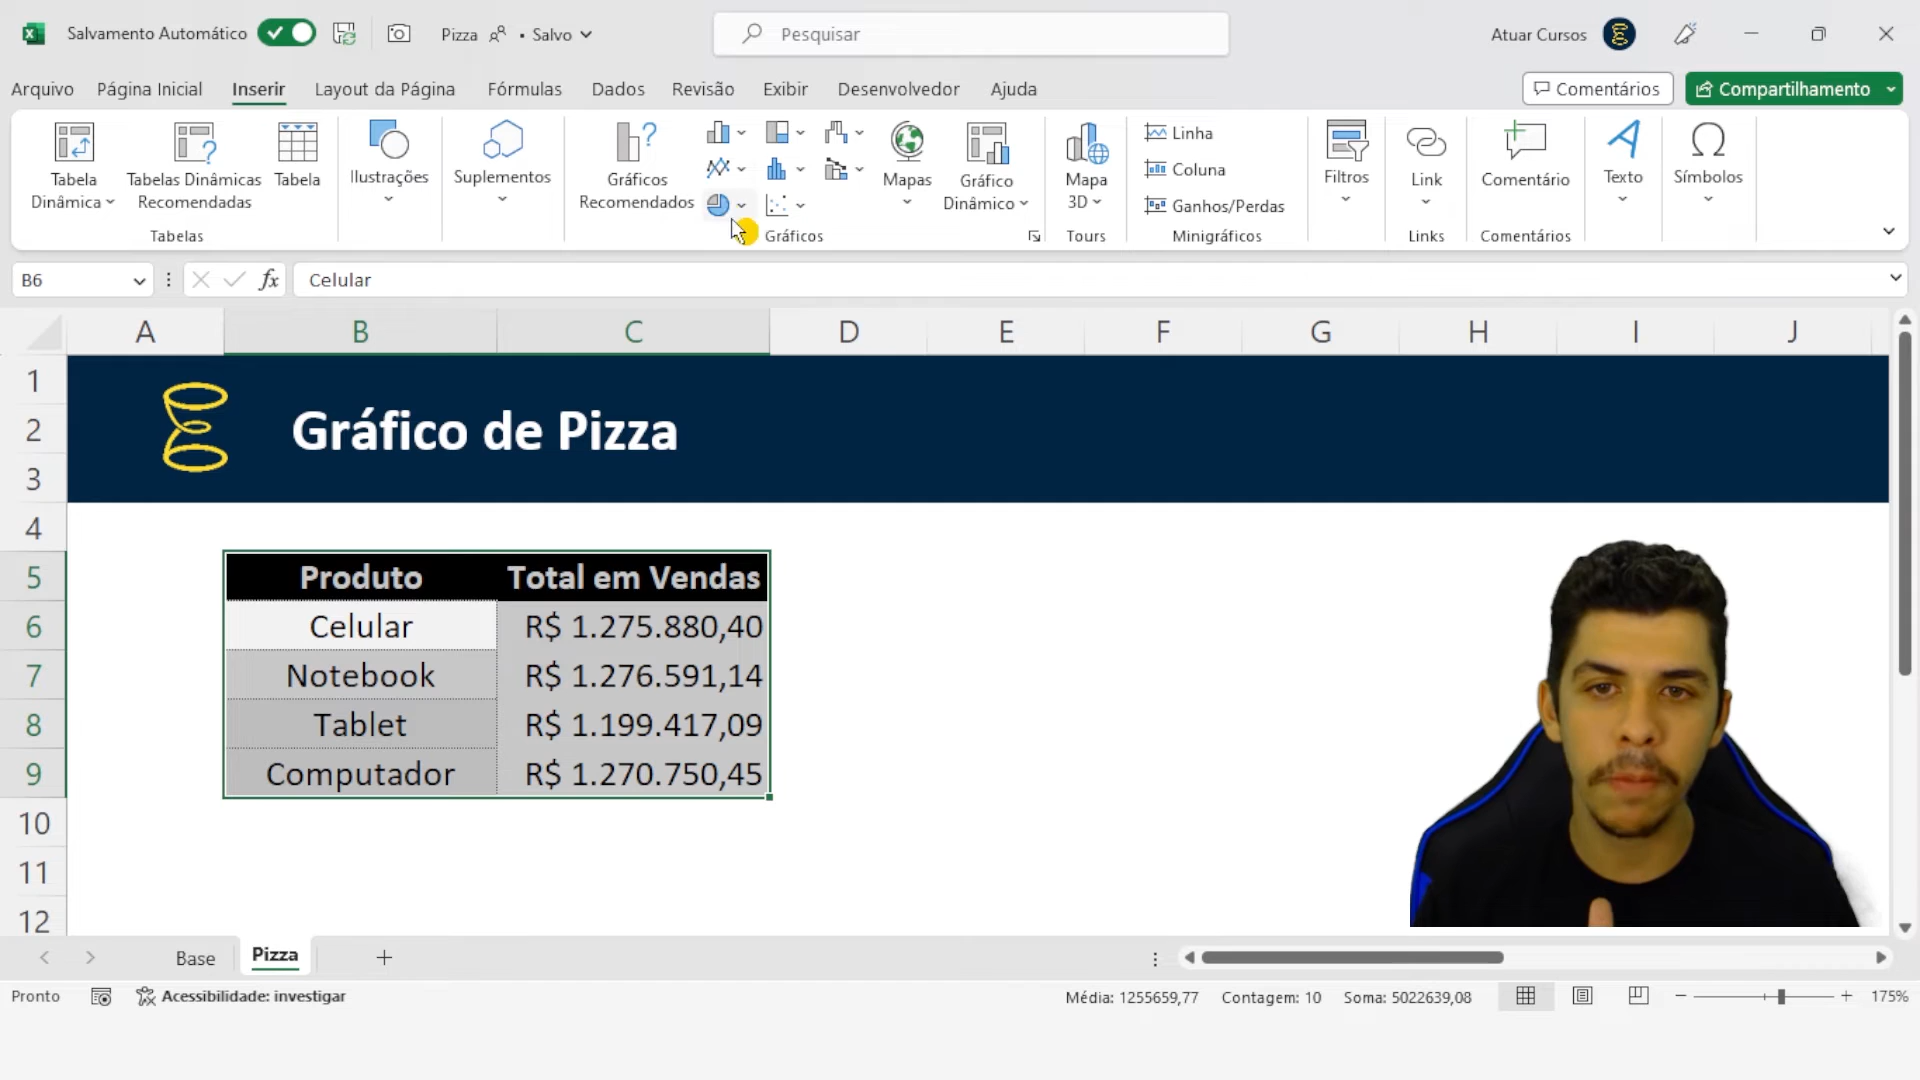 Salvamento Automático
Pizza • Salvo
Pesquisar
Atuar Cursos
Arquivo Página Inicial Inserir Layout da Página Fórmulas Dados Revisão Exibir Desenvolvedor Ajuda
Comentários
Compartilhamento
Tabela
Dinâmica
Tabelas Dinâmicas
Recomendadas
Tabela
Tabelas
Ilustrações
Suplementos
Gráficos
Recomendados
Mapas
Gráfico
Dinâmico
Gráficos
Mapa
3D
Tours
Linha
Coluna
Ganhos/Perdas
Minigráficos
Filtros
Link
Links
Comentário
Comentários
Texto
Símbolos
B6
fx
Celular
A B C D E F G H I J
1
2
3
4
5
6
7
8
9
10
11
12
Gráfico de Pizza
Produto Total em Vendas
Celular R$ 1.275.880,40
Notebook R$ 1.276.591,14
Tablet R$ 1.199.417,09
Computador R$ 1.270.750,45
Base Pizza
Pronto
Acessibilidade: investigar
Média: 1255659,77 Contagem: 10 Soma: 5022639,08
175%